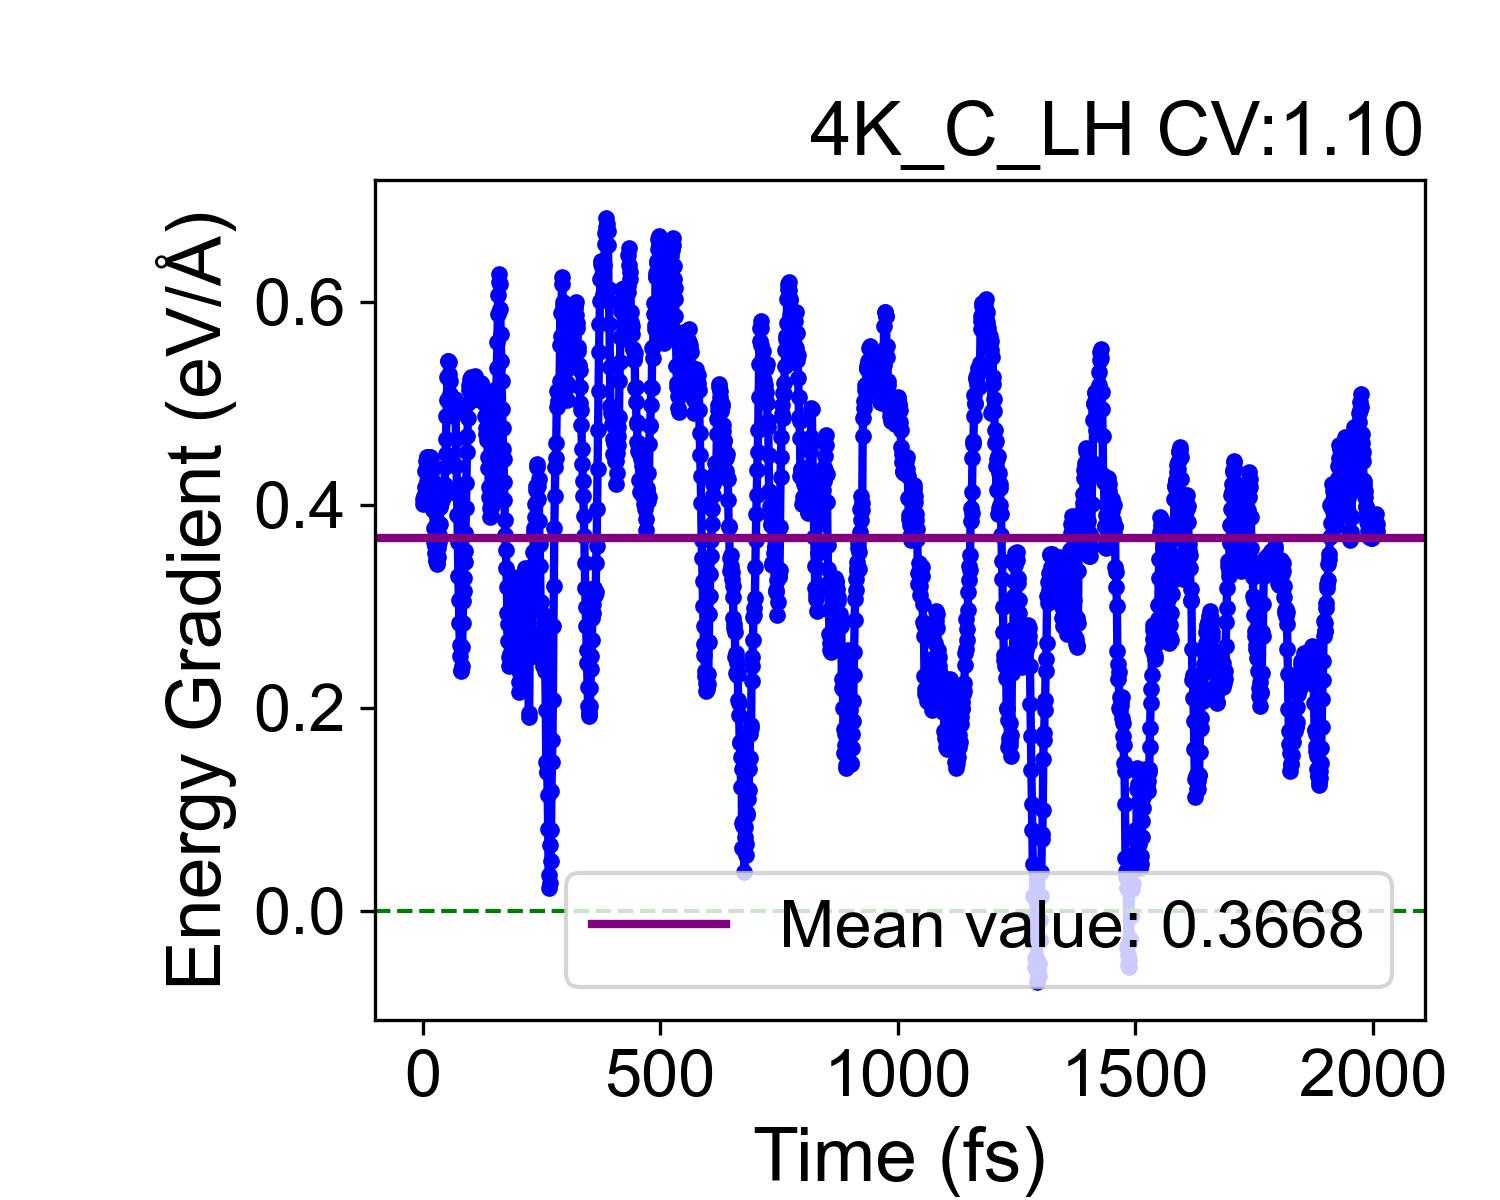 4K_C_LH CV:1.10
Energy Gradient (eV/Å)
0.6
0.4
0.2
0.0
Mean value: 0.3668
0 500 1000 1500 2000
Time (fs)